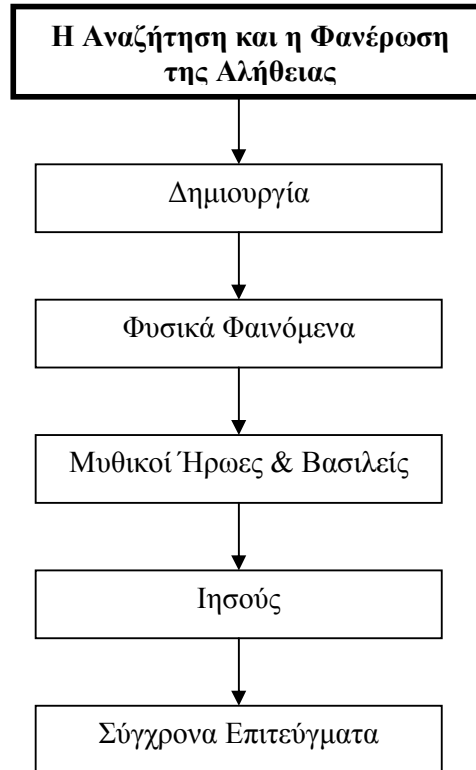 Η Αναζήτηση και η Φανέρωση
της Αλήθειας
Δημιουργία
Φυσικά Φαινόμενα
Μυθικοί Ήρωες & Βασιλείς
Ιησούς
Σύγχρονα Επιτεύγματα